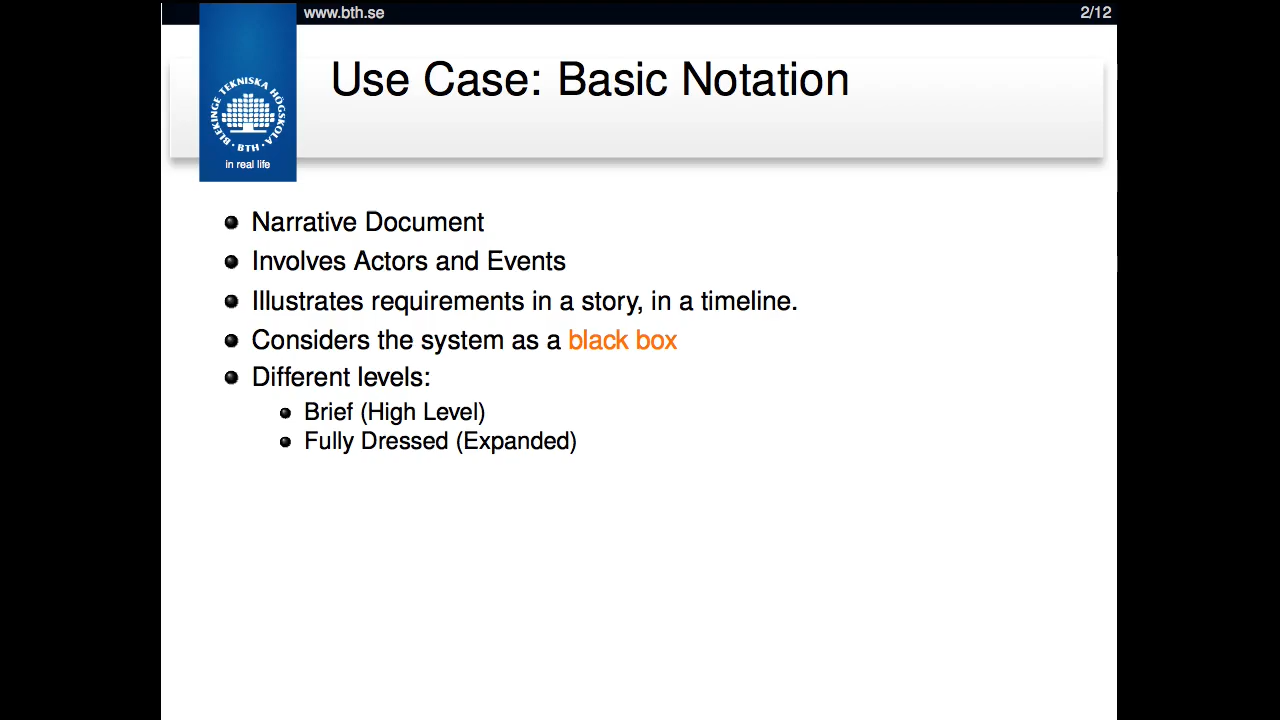 www.bth.se
2/12
BLEKINGE TEKNISKA HÖGSKOLA
· BTH ·
in real life
Use Case: Basic Notation
Narrative Document
Involves Actors and Events
Illustrates requirements in a story, in a timeline.
Considers the system as a black box
Different levels:
Brief (High Level)
Fully Dressed (Expanded)